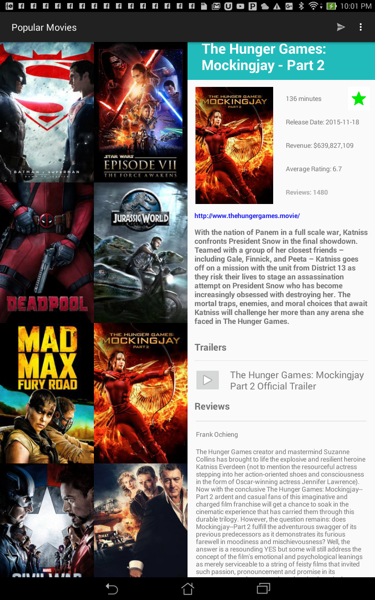 10:01 PM
Popular Movies
BATMAN v SUPERMAN
STAR WARS
EPISODE VII
THE FORCE AWAKENS
DEADPOOL
JURASSIC WORLD
MAD
MAX
FURY ROAD
THE HUNGER GAMES
MOCKINGJAY
PART 2
CIVIL WAR
The Hunger Games:
Mockingjay - Part 2
THE HUNGER GAMES
MOCKINGJAY
PART 2
136 minutes
Release Date: 2015-11-18
Revenue: $639,827,109
Average Rating: 6.7
Reviews: 1480
http://www.thehungergames.movie/
With the nation of Panem in a full scale war, Katniss
confronts President Snow in the final showdown.
Teamed with a group of her closest friends –
including Gale, Finnick, and Peeta – Katniss goes
off on a mission with the unit from District 13 as
they risk their lives to stage an assassination
attempt on President Snow who has become
increasingly obsessed with destroying her. The
mortal traps, enemies, and moral choices that await
Katniss will challenge her more than any arena she
faced in The Hunger Games.
Trailers
The Hunger Games: Mockingjay
Part 2 Official Trailer
Reviews
Frank Ochieng
The Hunger Games creator and mastermind Suzanne
Collins has brought to life the explosive and resilient heroine
Katniss Everdeen (not to mention the resourceful actress
stepping into her action-oriented shoes and consciousness
in the form of Oscar-winning actress Jennifer Lawrence).
Now with the conclusive The Hunger Games: Mockingjay–
Part 2 ardent and casual fans of this imaginative and
charged film franchise will get a chance to soak in the
cinematic experience that has carried them through this
durable trilogy. However, the question remains: does
Mockingjay–Part 2 fulfill the adventurous swagger of its
previous predecessors as it demonstrates its furious
farewell in moodiness and mischievousness? Well, the
answer is a resounding YES but some will still address the
concept of the film's emotional and psychological leanings
as merely serviceable to a string of feisty films that invited
such passion, pronouncement and promise in its